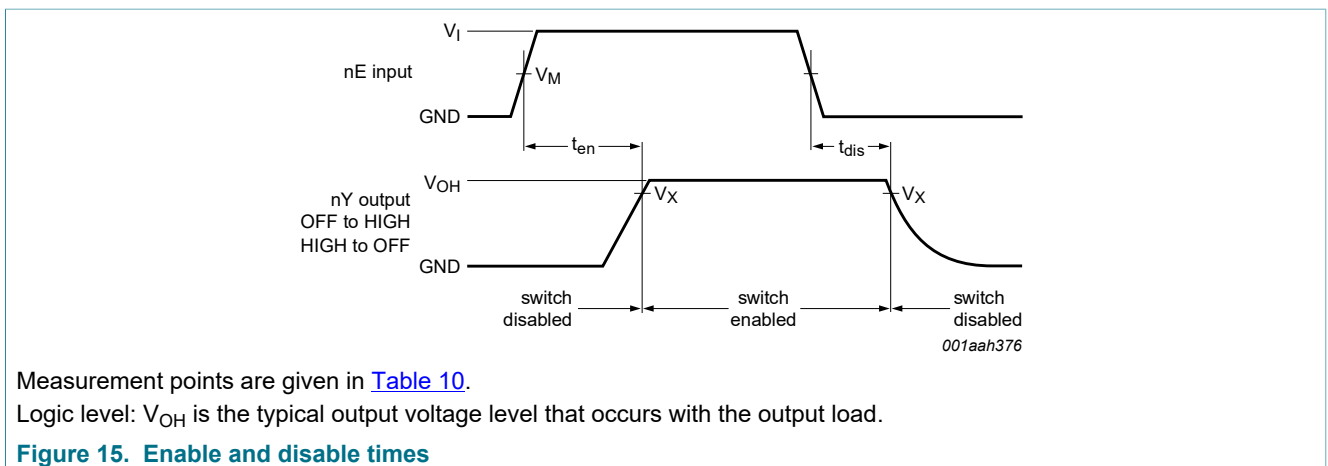 V_I
nE input
V_M
GND
t_en
t_dis
V_OH
nY output
OFF to HIGH
HIGH to OFF
V_X
V_X
GND
switch
disabled
switch
enabled
switch
disabled
001aah376
Measurement points are given in Table 10.
Logic level: V_OH is the typical output voltage level that occurs with the output load.
Figure 15. Enable and disable times